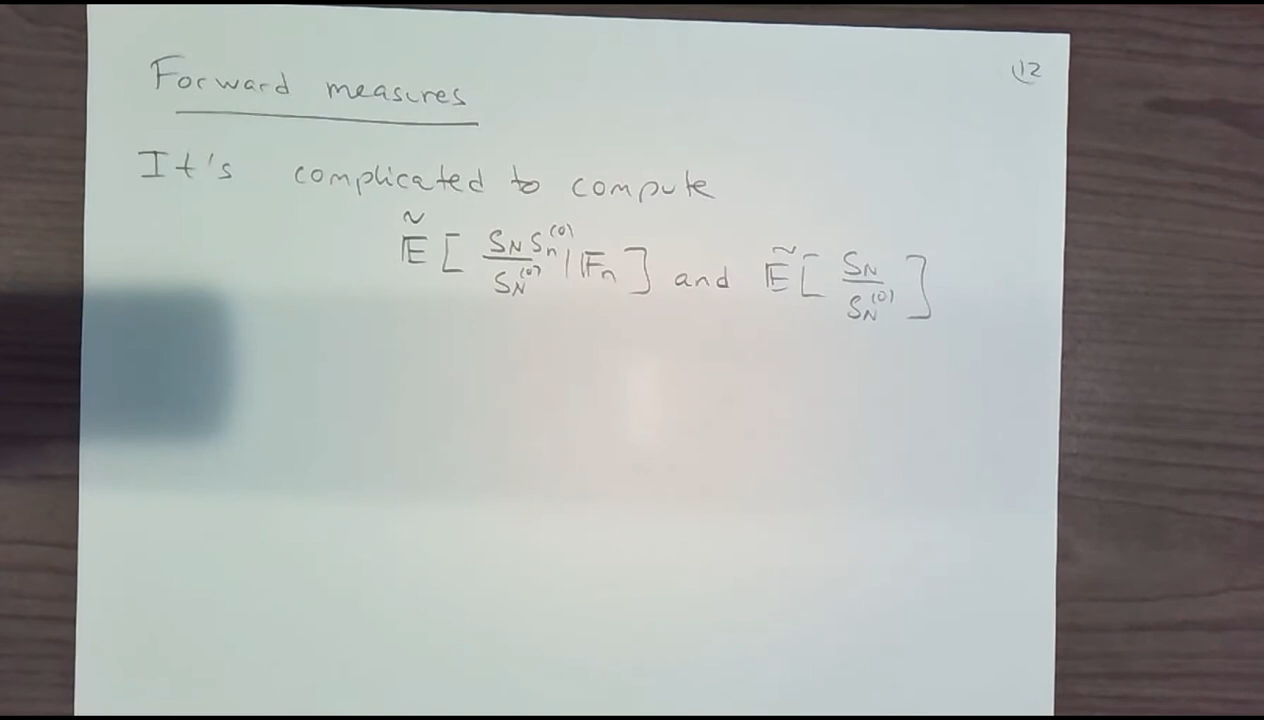 Forward measures
12
It's complicated to compute
Ẽ[ S_N S_n^(0) / S_N^(0) | F_n ] and Ẽ[ S_N / S_N^(0) ]